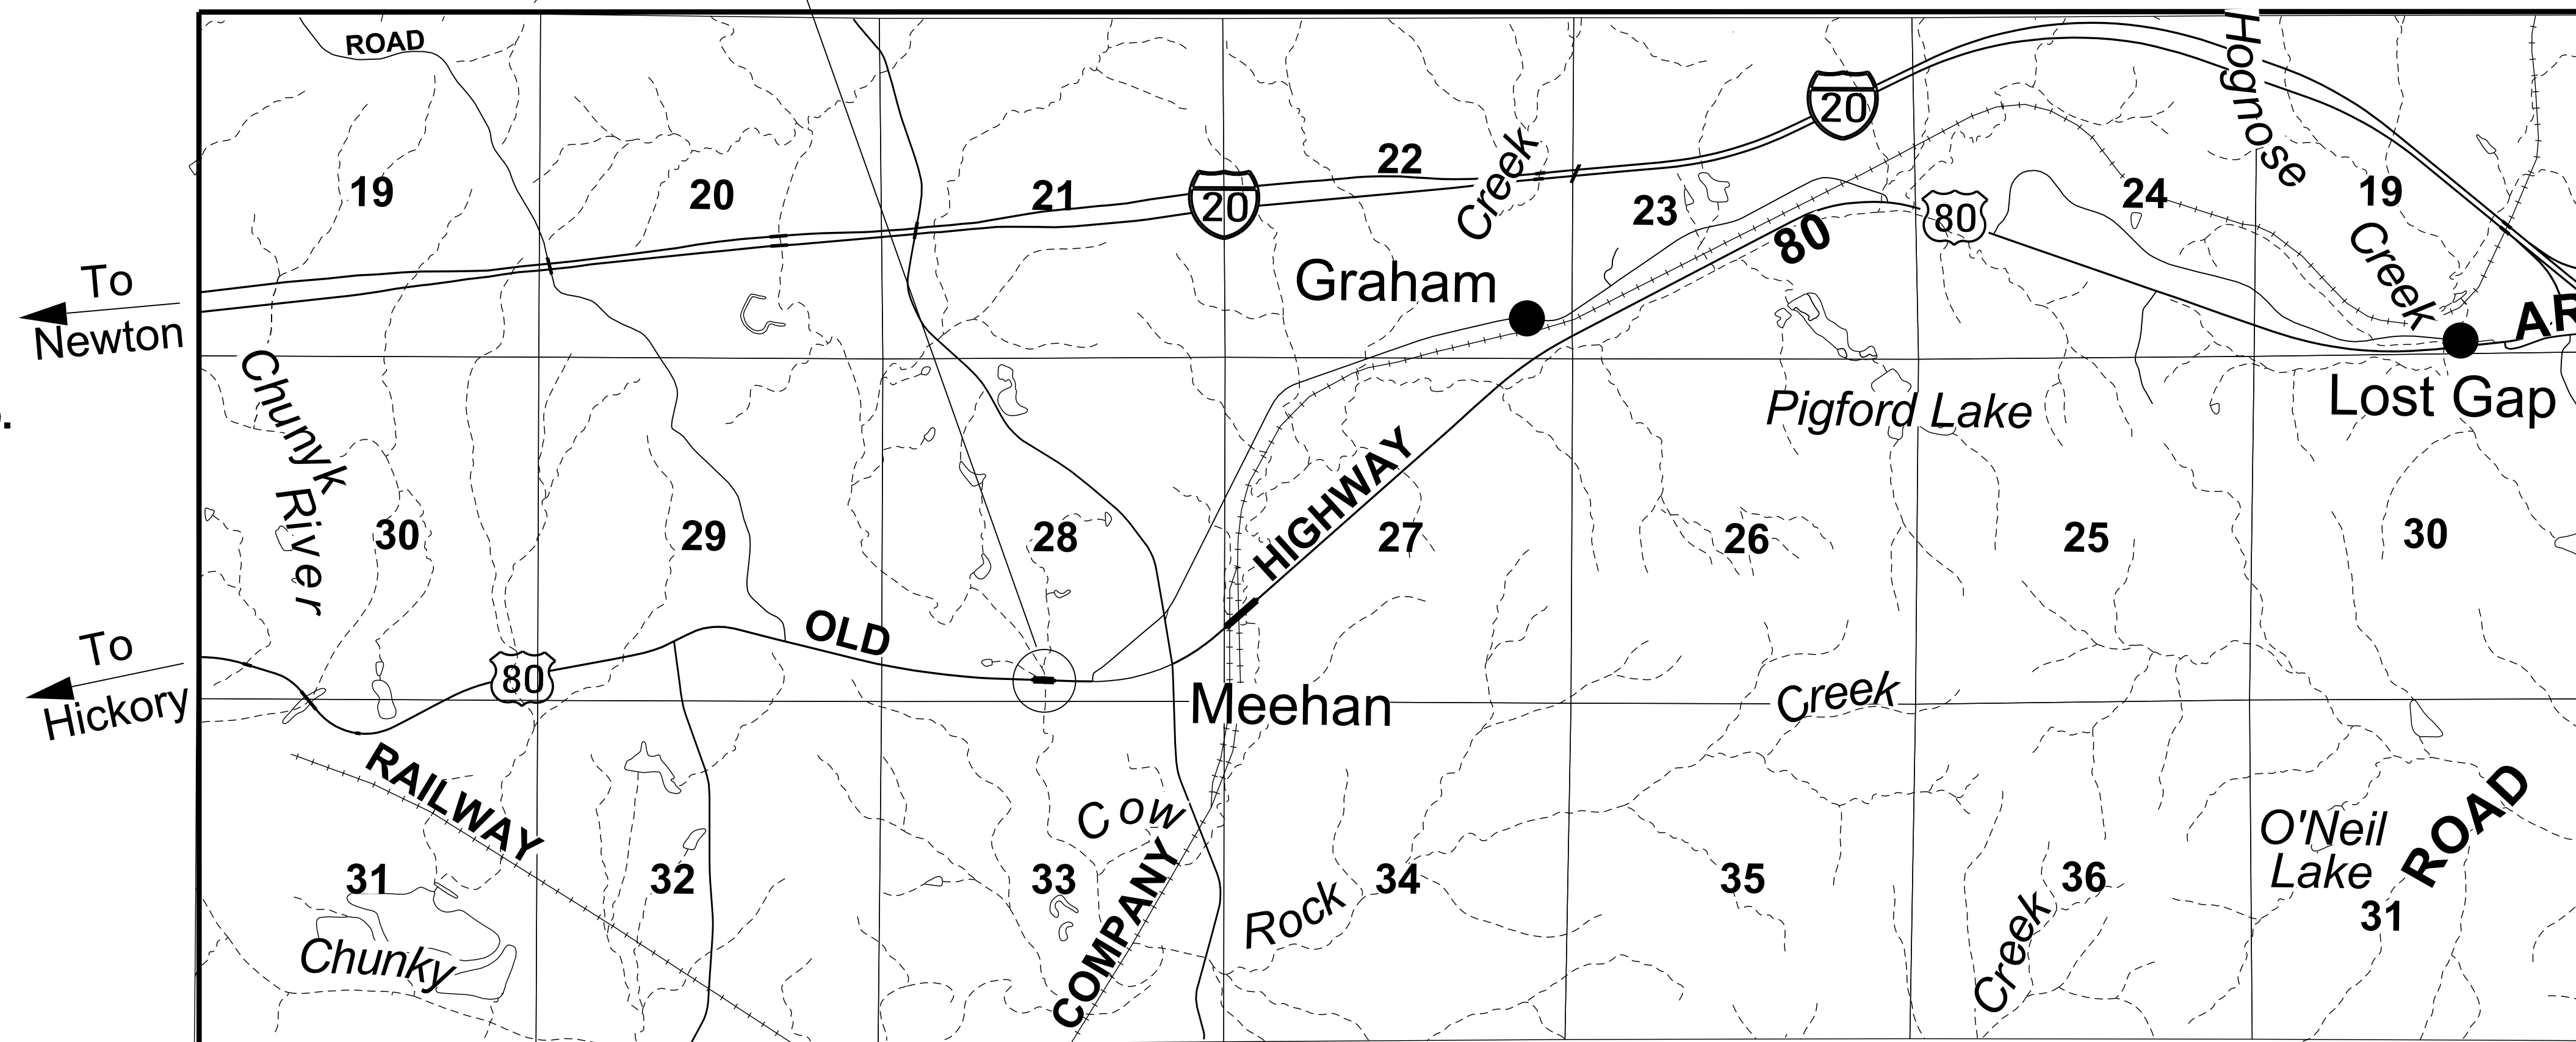 ROAD
Hognose
20
19
20
21
22
Creek
23
24
19
20
80
80
Creek
To
Newton
Graham
AR
Lost Gap
Pigford Lake
Chunyk
River
30
29
28
27
26
25
30
HIGHWAY
OLD
To
Hickory
80
Meehan
Creek
RAILWAY
Cow
COMPANY
31
32
33
34
35
36
Rock
Creek
O'Neil
Lake
31
ROAD
Chunky